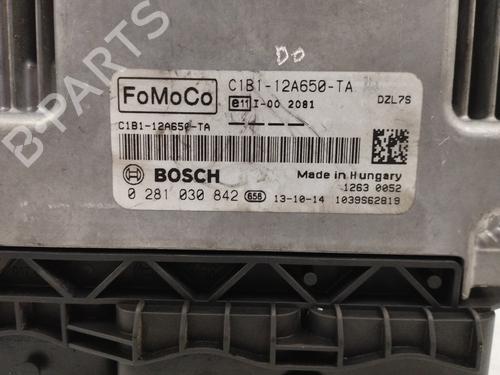 DO
FoMoCo
C1B1-12A650-TA
e11 I-00 2081
DZL7S
C1B1-12A650-TA
BOSCH
Made in Hungary
1263 0052
0 281 030 842 658 13-10-14 1039S62819
B-PARTS